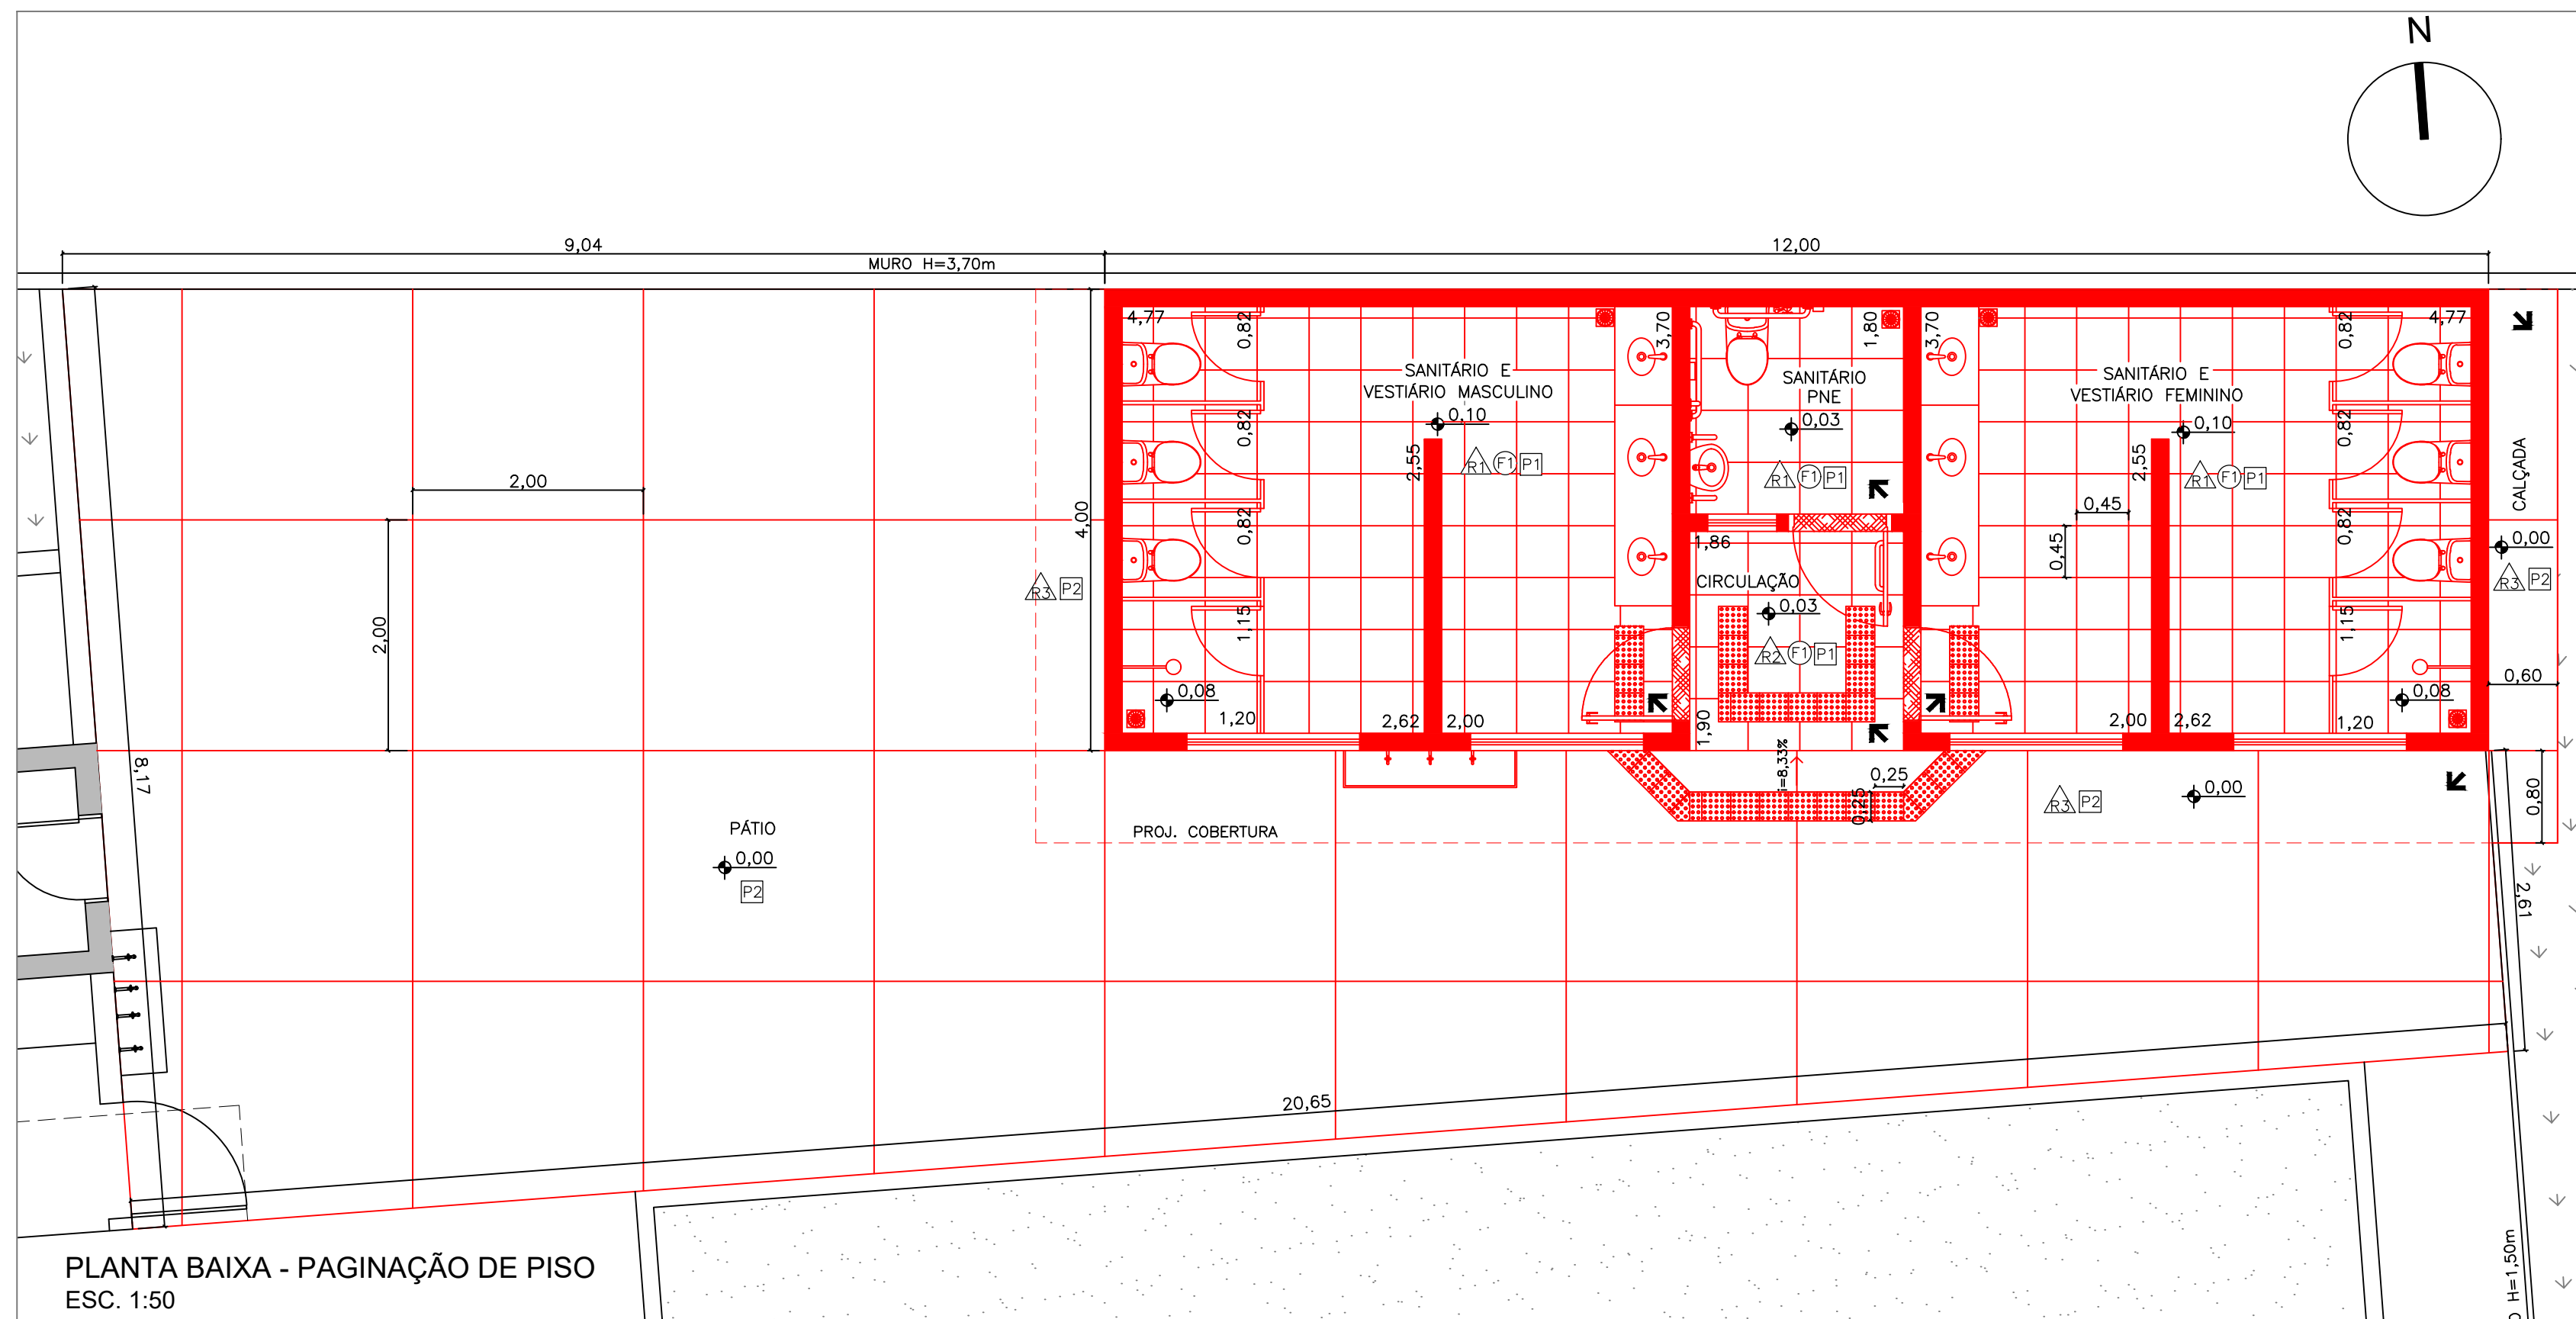 N
9,04
12,00
MURO H=3,70m
4,77
0,82
3,70
1,80
3,70
0,82
4,77
SANITÁRIO E
VESTIÁRIO MASCULINO
0,10
SANITÁRIO
PNE
0,03
SANITÁRIO E
VESTIÁRIO FEMININO
0,10
0,82
2,55
R1 F1 P1
R1 F1 P1
2,55
R1 F1 P1
0,82
CALÇADA
2,00
4,00
0,82
0,45
0,45
0,82
0,00
R3 P2
1,86
CIRCULAÇÃO
0,03
R3 P2
2,00
1,15
R2 F1 P1
1,15
0,60
0,08
0,08
1,20
2,62
2,00
1,90
2,00
2,62
1,20
8,17
i=8,33%
0,25
0,25
0,00
R3 P2
0,80
PÁTIO
0,00
P2
PROJ. COBERTURA
2,61
20,65
H=1,50m
PLANTA BAIXA - PAGINAÇÃO DE PISO
ESC. 1:50